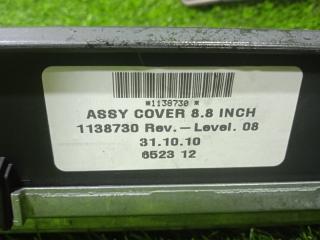 *1138730 *
ASSY COVER 8.8 INCH
1138730 Rev.– Level. 08
31.10.10
6523 12